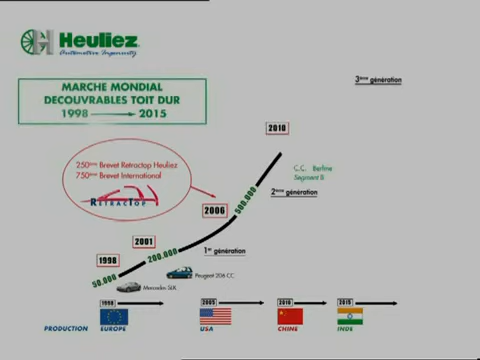 Heuliez
Automotive Ingenuity
3ème génération
MARCHE MONDIAL
DECOUVRABLES TOIT DUR
1998 2015
2010
250ème Brevet Retractop Heuliez
750ème Brevet International
RETRACTOP
C.C. Berline
Segment B
2ème génération
500.000
2006
2001
200.000
1ère génération
1998
50.000
Peugeot 206 CC
Mercedes SLK
1998 2005 2010 2015
PRODUCTION EUROPE USA CHINE INDE